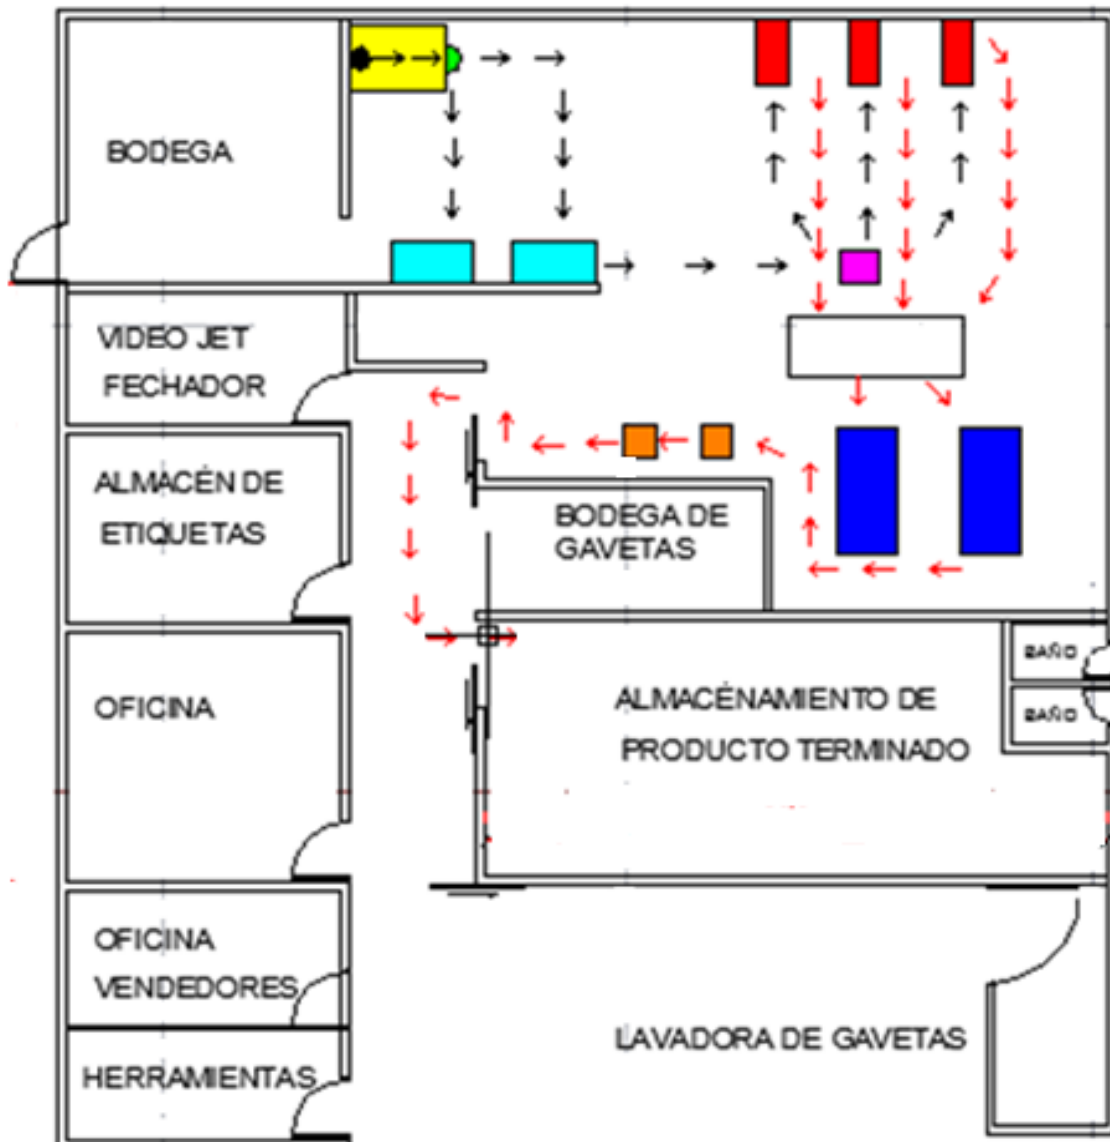 BODEGA
VIDEO JET
FECHADOR
ALMACÉN DE
ETIQUETAS
BODEGA DE
GAVETAS
OFICINA
BAÑO
BAÑO
ALMACÉNAMIENTO DE
PRODUCTO TERMINADO
OFICINA
VENDEDORES
LAVADORA DE GAVETAS
HERRAMIENTAS